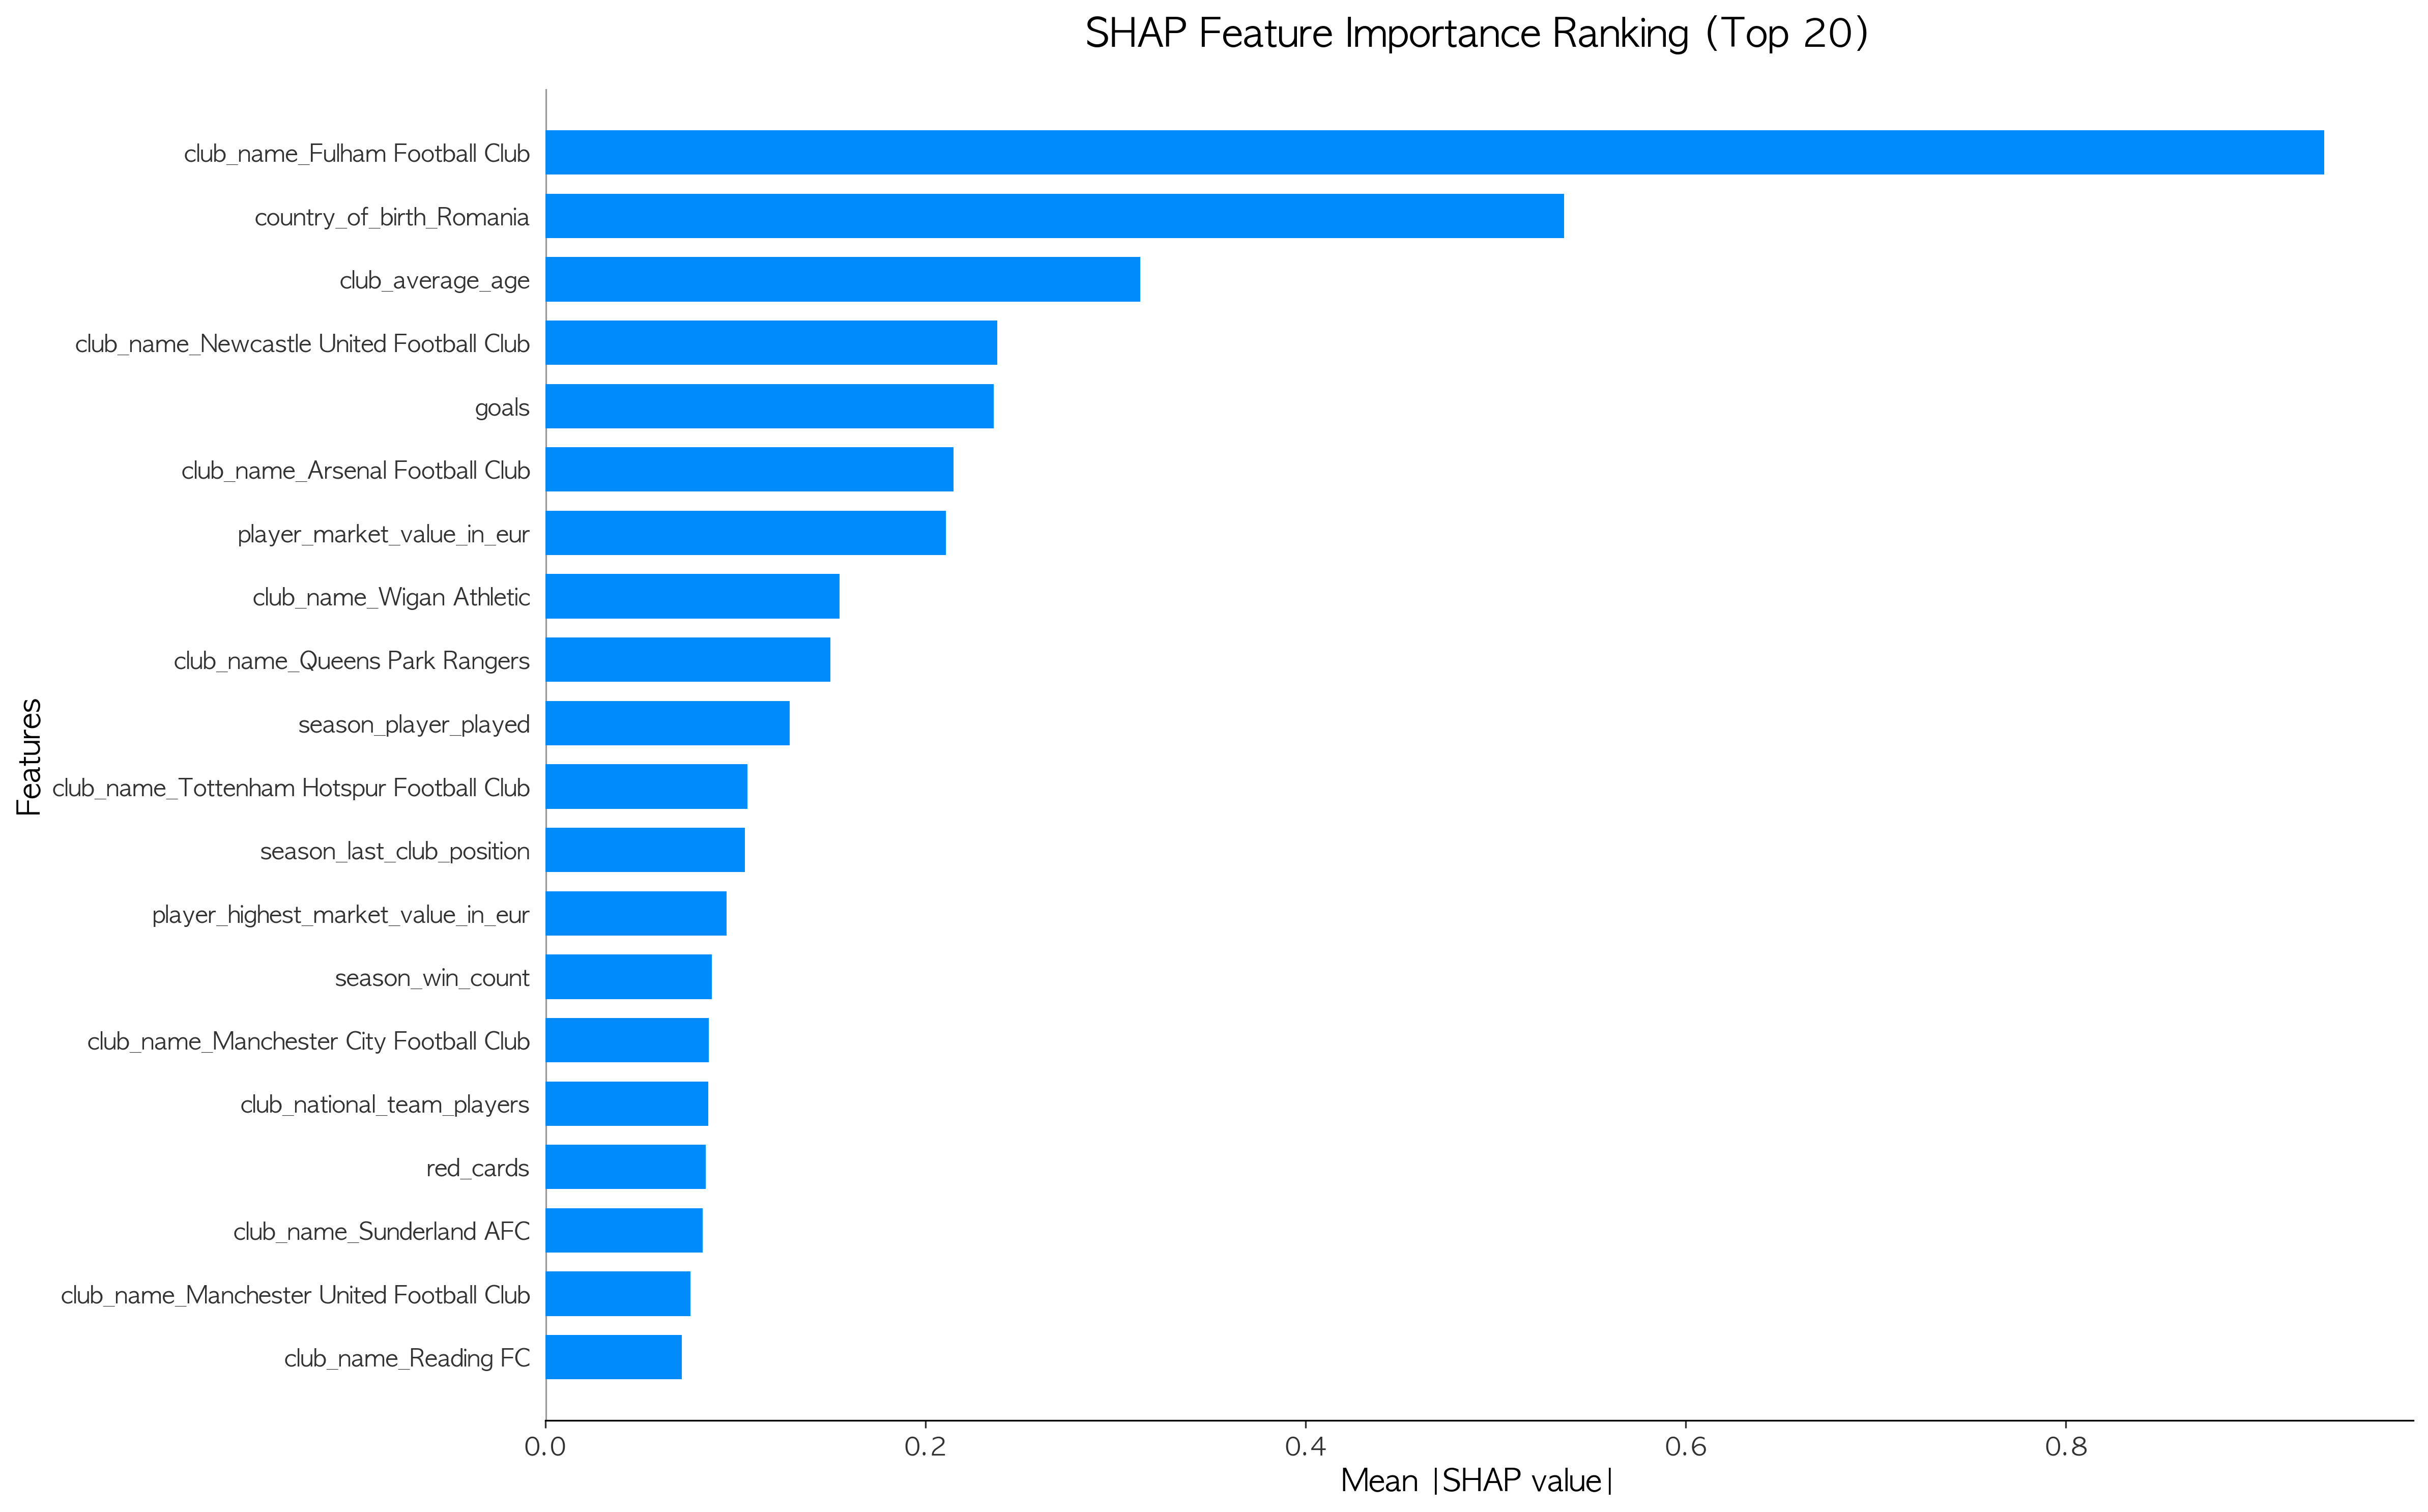 SHAP Feature Importance Ranking (Top 20)
club_name_Fulham Football Club
country_of_birth_Romania
club_average_age
club_name_Newcastle United Football Club
goals
club_name_Arsenal Football Club
player_market_value_in_eur
club_name_Wigan Athletic
club_name_Queens Park Rangers
season_player_played
club_name_Tottenham Hotspur Football Club
season_last_club_position
player_highest_market_value_in_eur
season_win_count
club_name_Manchester City Football Club
club_national_team_players
red_cards
club_name_Sunderland AFC
club_name_Manchester United Football Club
club_name_Reading FC
Features
0.0 0.2 0.4 0.6 0.8
Mean |SHAP value|